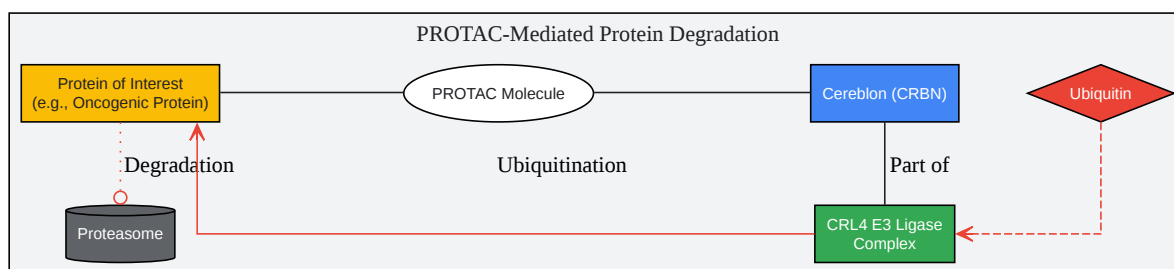 PROTAC-Mediated Protein Degradation
Protein of Interest
(e.g., Oncogenic Protein)
PROTAC Molecule
Cereblon (CRBN)
Ubiquitin
Degradation
Ubiquitination
Part of
Proteasome
CRL4 E3 Ligase
Complex